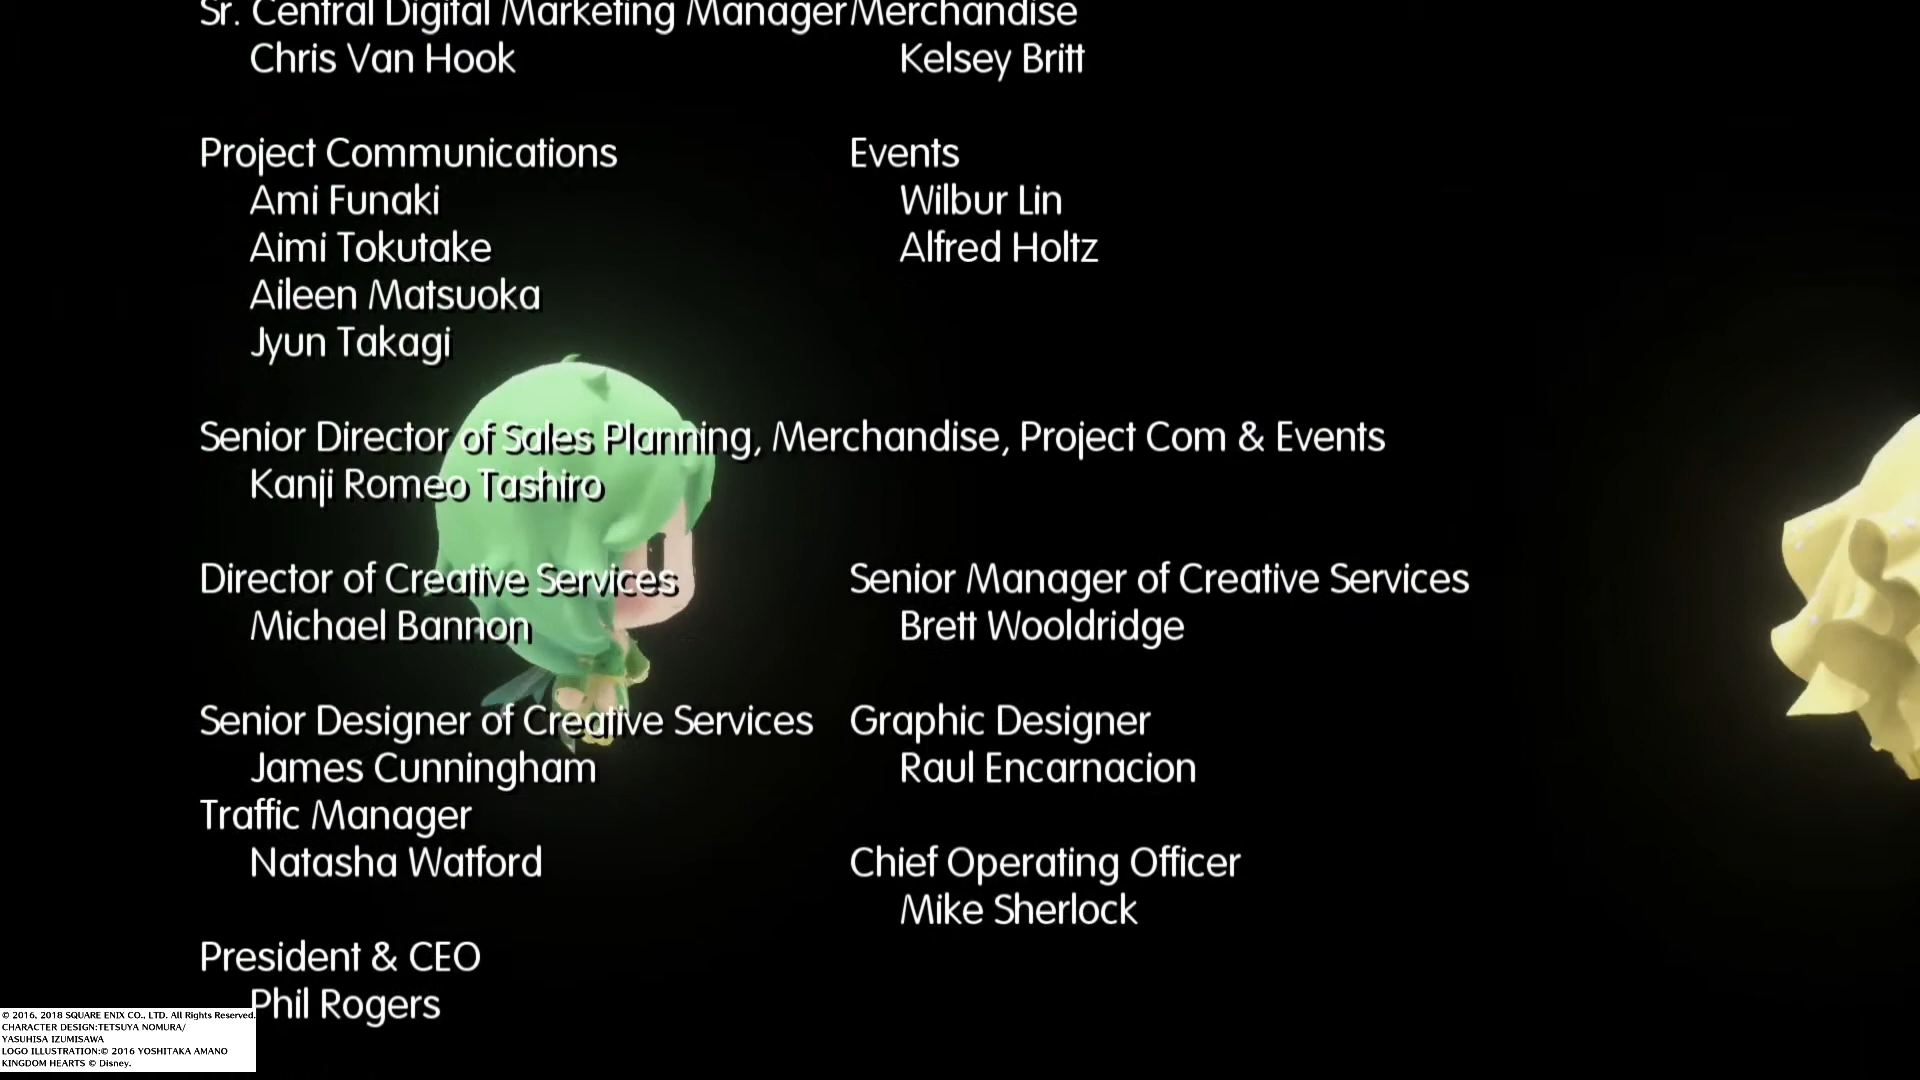 Sr. Central Digital Marketing Manager
Chris Van Hook
Merchandise
Kelsey Britt
Project Communications
Ami Funaki
Aimi Tokutake
Aileen Matsuoka
Jyun Takagi
Events
Wilbur Lin
Alfred Holtz
Senior Director of Sales Planning, Merchandise, Project Com & Events
Kanji Romeo Tashiro
Director of Creative Services
Michael Bannon
Senior Manager of Creative Services
Brett Wooldridge
Senior Designer of Creative Services
James Cunningham
Graphic Designer
Raul Encarnacion
Traffic Manager
Natasha Watford
Chief Operating Officer
Mike Sherlock
President & CEO
Phil Rogers
© 2016, 2018 SQUARE ENIX CO., LTD. All Rights Reserved.
CHARACTER DESIGN:TETSUYA NOMURA/
YASUHISA IZUMISAWA
LOGO ILLUSTRATION:© 2016 YOSHITAKA AMANO
KINGDOM HEARTS © Disney.